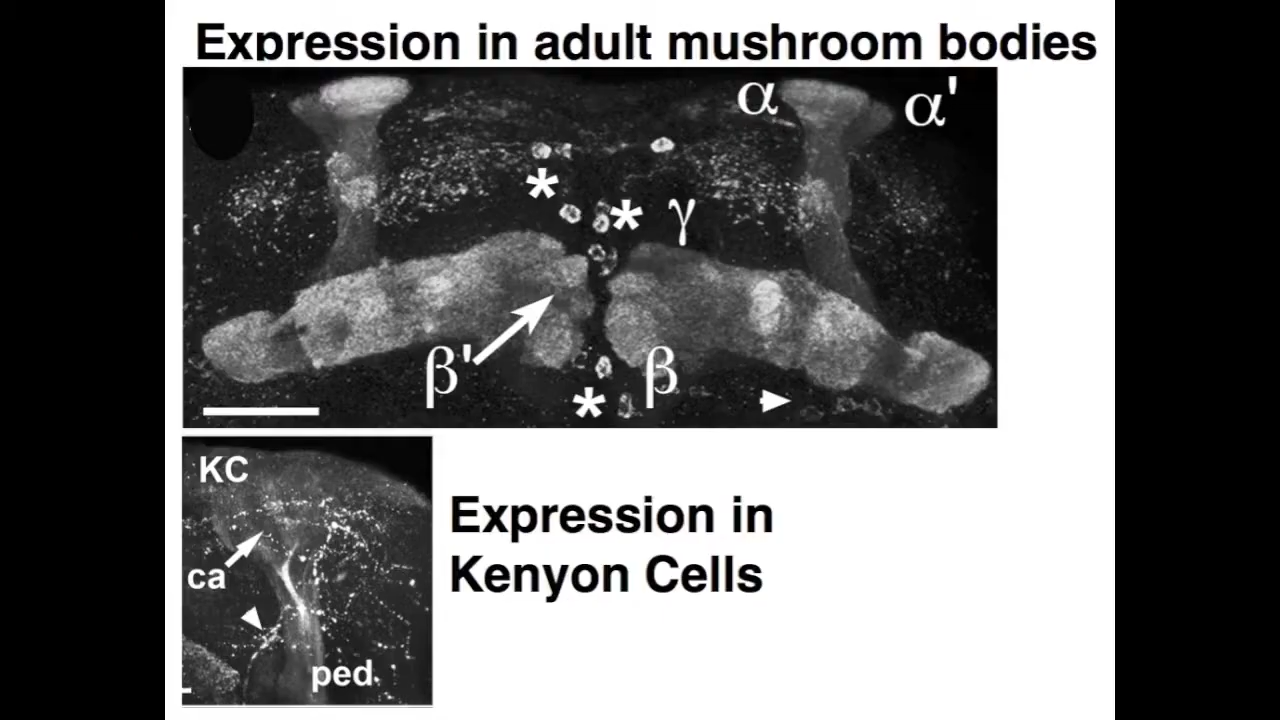 Expression in adult mushroom bodies
α
α'
*
*
γ
β'
β
*
KC
ca
ped
Expression in
Kenyon Cells